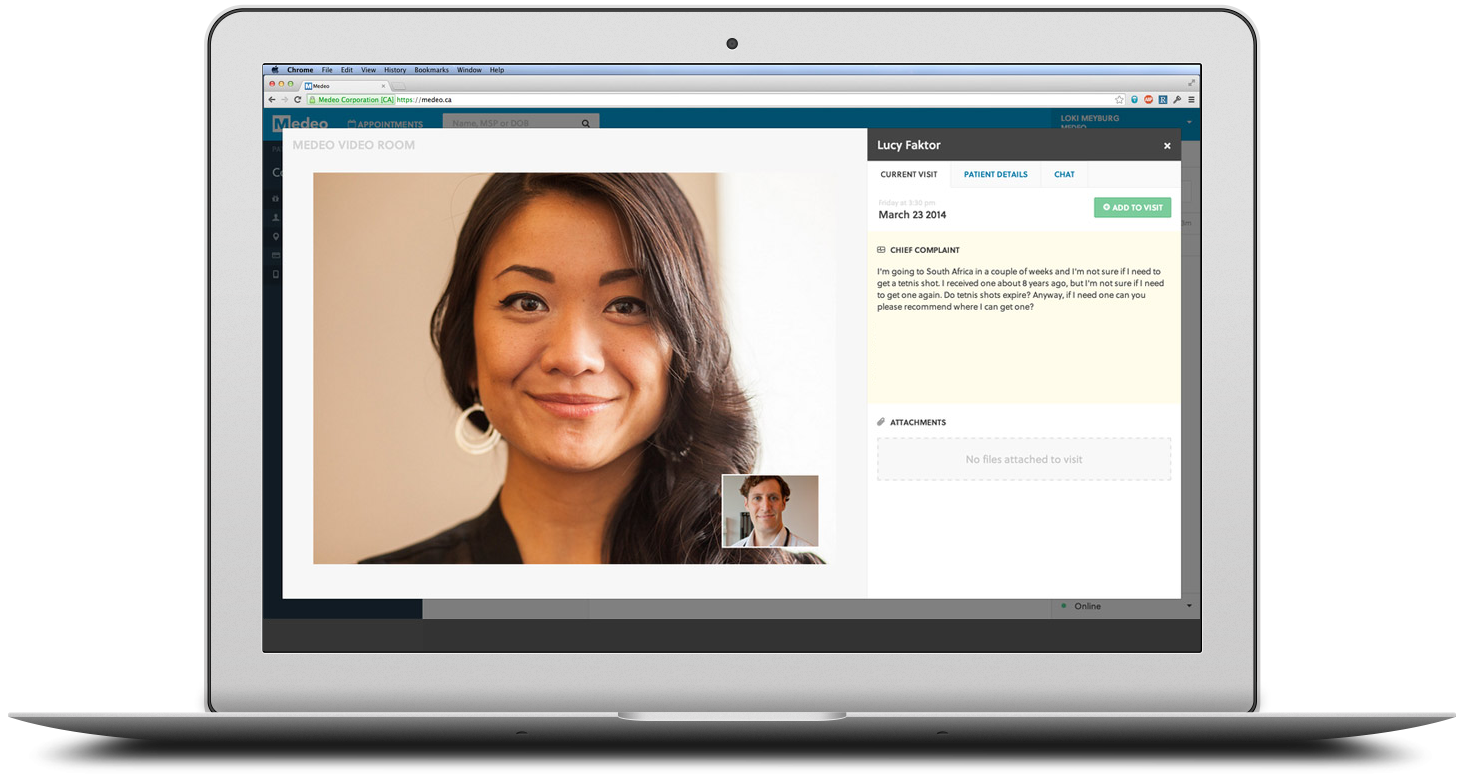 Chrome File Edit View History Bookmarks Window Help
Medeo
Medeo Corporation [CA] https://medeo.ca
Medeo APPOINTMENTS Name, MSP or DOB LOKI MEYBURG
MEDEO
MEDEO VIDEO ROOM
Lucy Faktor
CURRENT VISIT PATIENT DETAILS CHAT
Friday at 3:30 pm
March 23 2014
ADD TO VISIT
CHIEF COMPLAINT
I'm going to South Africa in a couple of weeks and I'm not sure if I need to
get a tetnis shot. I received one about 8 years ago, but I'm not sure if I need
to get one again. Do tetnis shots expire? Anyway, if I need one can you
please recommend where I can get one?
ATTACHMENTS
No files attached to visit
Online